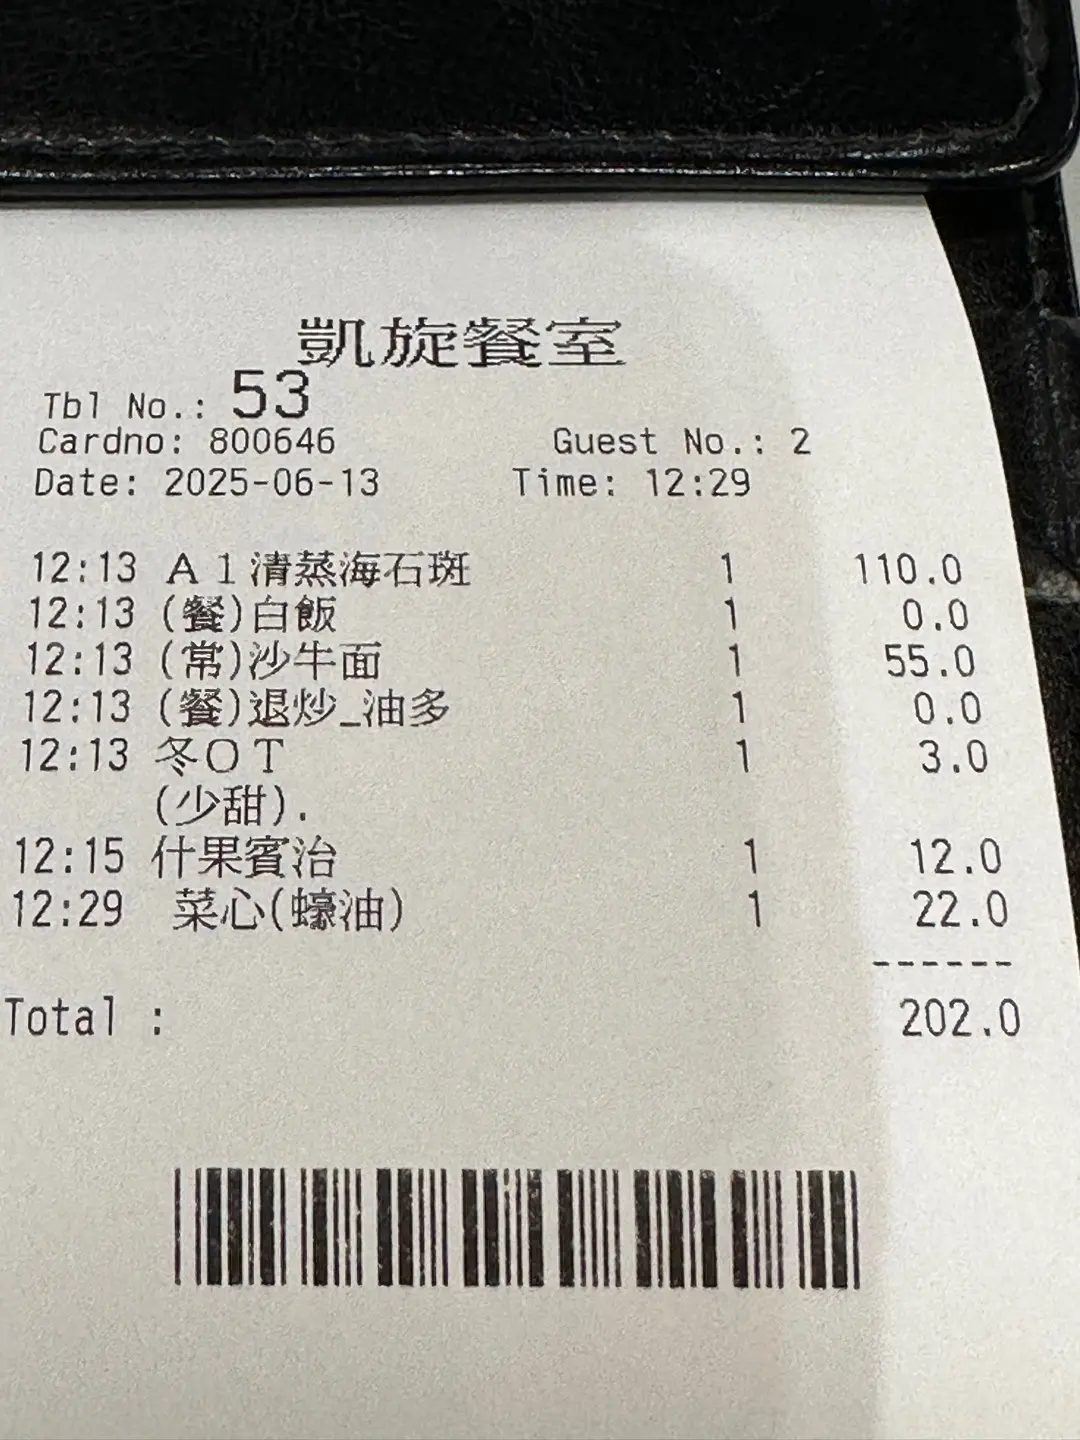 凱旋餐室
Tbl No.: 53
Cardno: 800646 Guest No.: 2
Date: 2025-06-13 Time: 12:29
12:13 A1清蒸海石斑 1 110.0
12:13 (餐)白飯 1 0.0
12:13 (常)沙牛面 1 55.0
12:13 (餐)退炒_油多 1 0.0
12:13 冬OT 1 3.0
(少甜).
12:15 什果賓治 1 12.0
12:29 菜心(蠔油) 1 22.0
------
Total : 202.0